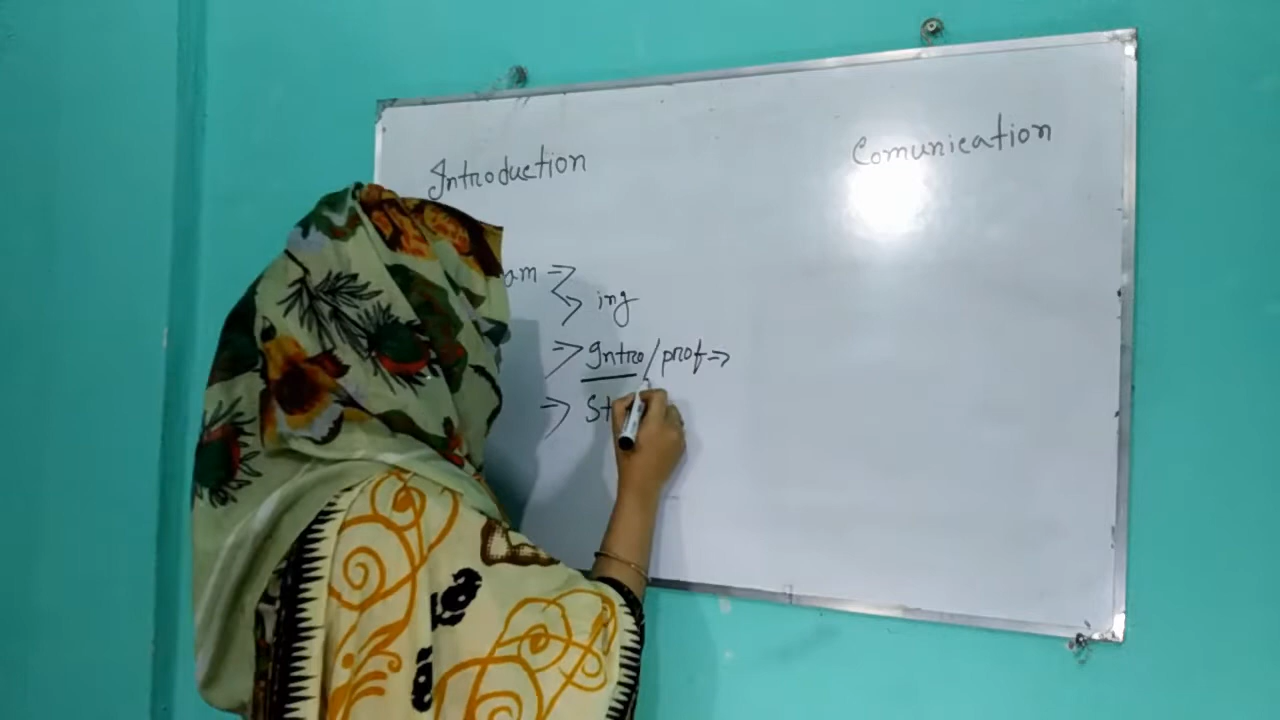 Introduction
Comunication
am →
↘ ing
→ Intro/prof →
→ St